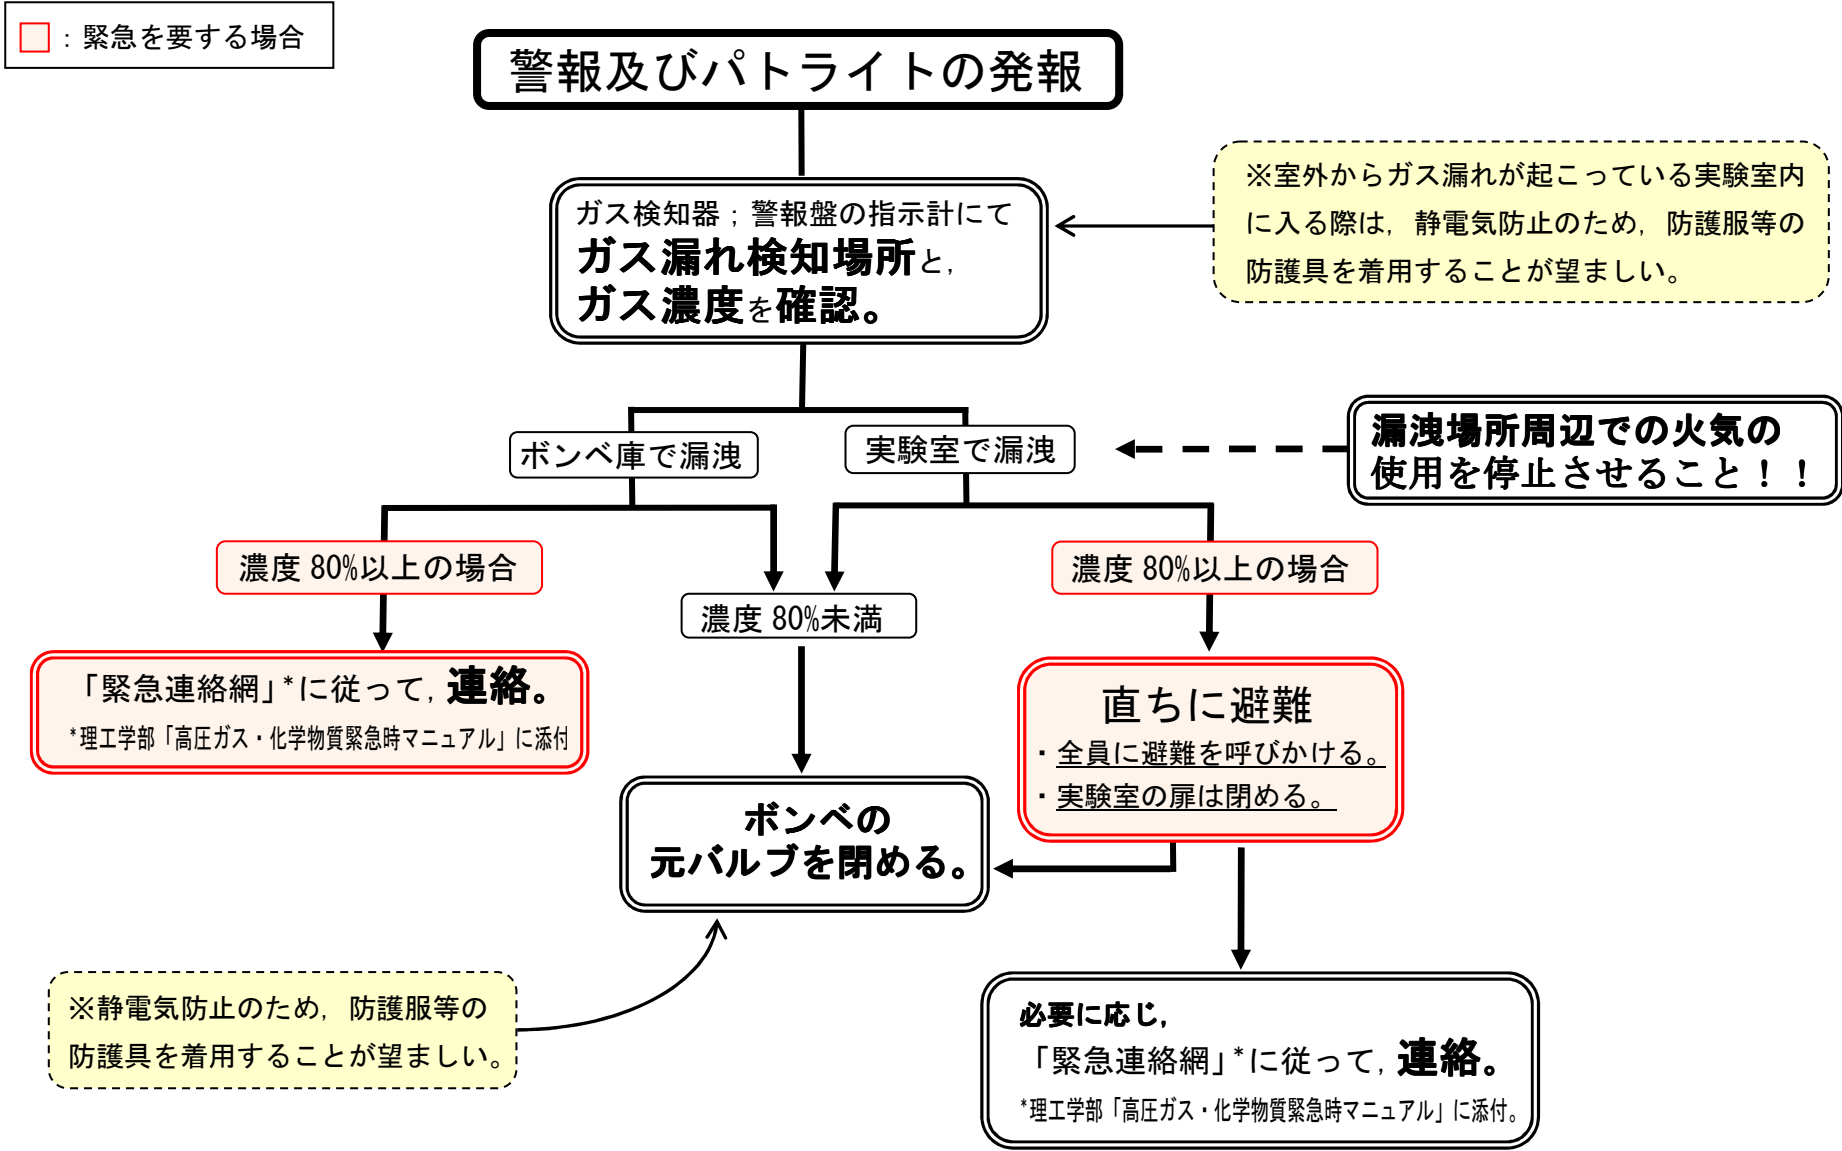 ：緊急を要する場合
警報及びパトライトの発報
※室外からガス漏れが起こっている実験室内
に入る際は，静電気防止のため，防護服等の
防護具を着用することが望ましい。
ガス検知器；警報盤の指示計にて
ガス漏れ検知場所と，
ガス濃度を確認。
漏洩場所周辺での火気の
使用を停止させること！！
ボンベ庫で漏洩
実験室で漏洩
濃度 80%以上の場合
濃度 80%未満
濃度 80%以上の場合
「緊急連絡網」*に従って，連絡。
*理工学部「高圧ガス・化学物質緊急時マニュアル」に添付
直ちに避難
・全員に避難を呼びかける。
・実験室の扉は閉める。
ボンベの
元バルブを閉める。
※静電気防止のため，防護服等の
防護具を着用することが望ましい。
必要に応じ，
「緊急連絡網」*に従って，連絡。
*理工学部「高圧ガス・化学物質緊急時マニュアル」に添付。